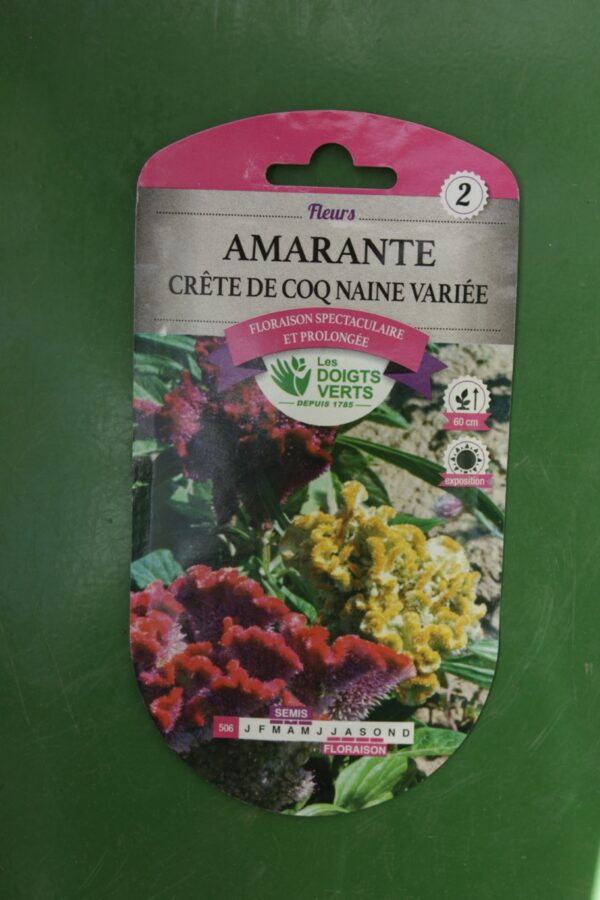 2
Fleurs
AMARANTE
CRÊTE DE COQ NAINE VARIÉE
FLORAISON SPECTACULAIRE
ET PROLONGÉE
Les
DOIGTS
VERTS
DEPUIS 1785
60 cm
exposition
SEMIS
506 J F M A M J J A S O N D
FLORAISON